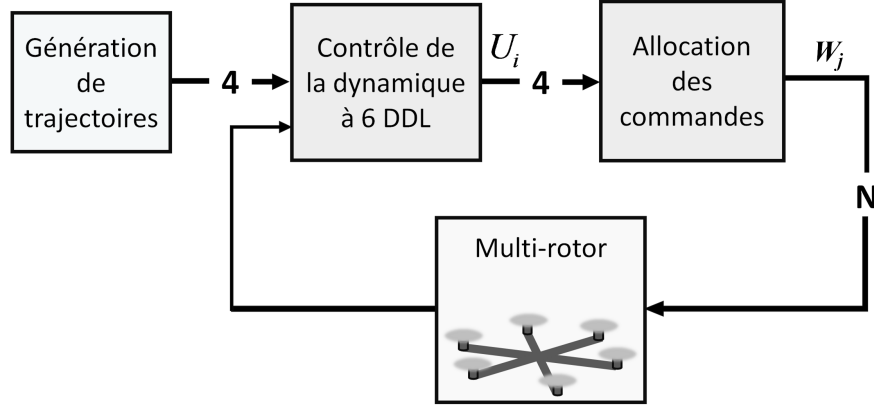 Génération
de
trajectoires
4
Contrôle de
la dynamique
à 6 DDL
U_i
4
Allocation
des
commandes
W_j
N
Multi-rotor